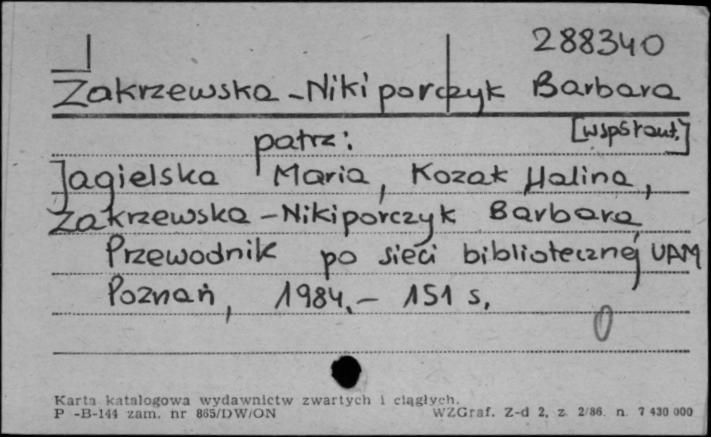 288340
Zakrzewska-Nikiporczyk Barbara
patrz: [współaut.]
Jagielska Maria, Kozak Halina,
Zakrzewska-Nikiporczyk Barbara
Przewodnik po sieci bibliotecznej UAM
Poznań, 1984.- 151 s.
Karta katalogowa wydawnictw zwartych i ciągłych.
P -B-144 zam. nr 865/DW/ON WZGraf. Z-d 2, z. 2/86. n. 7 430 000